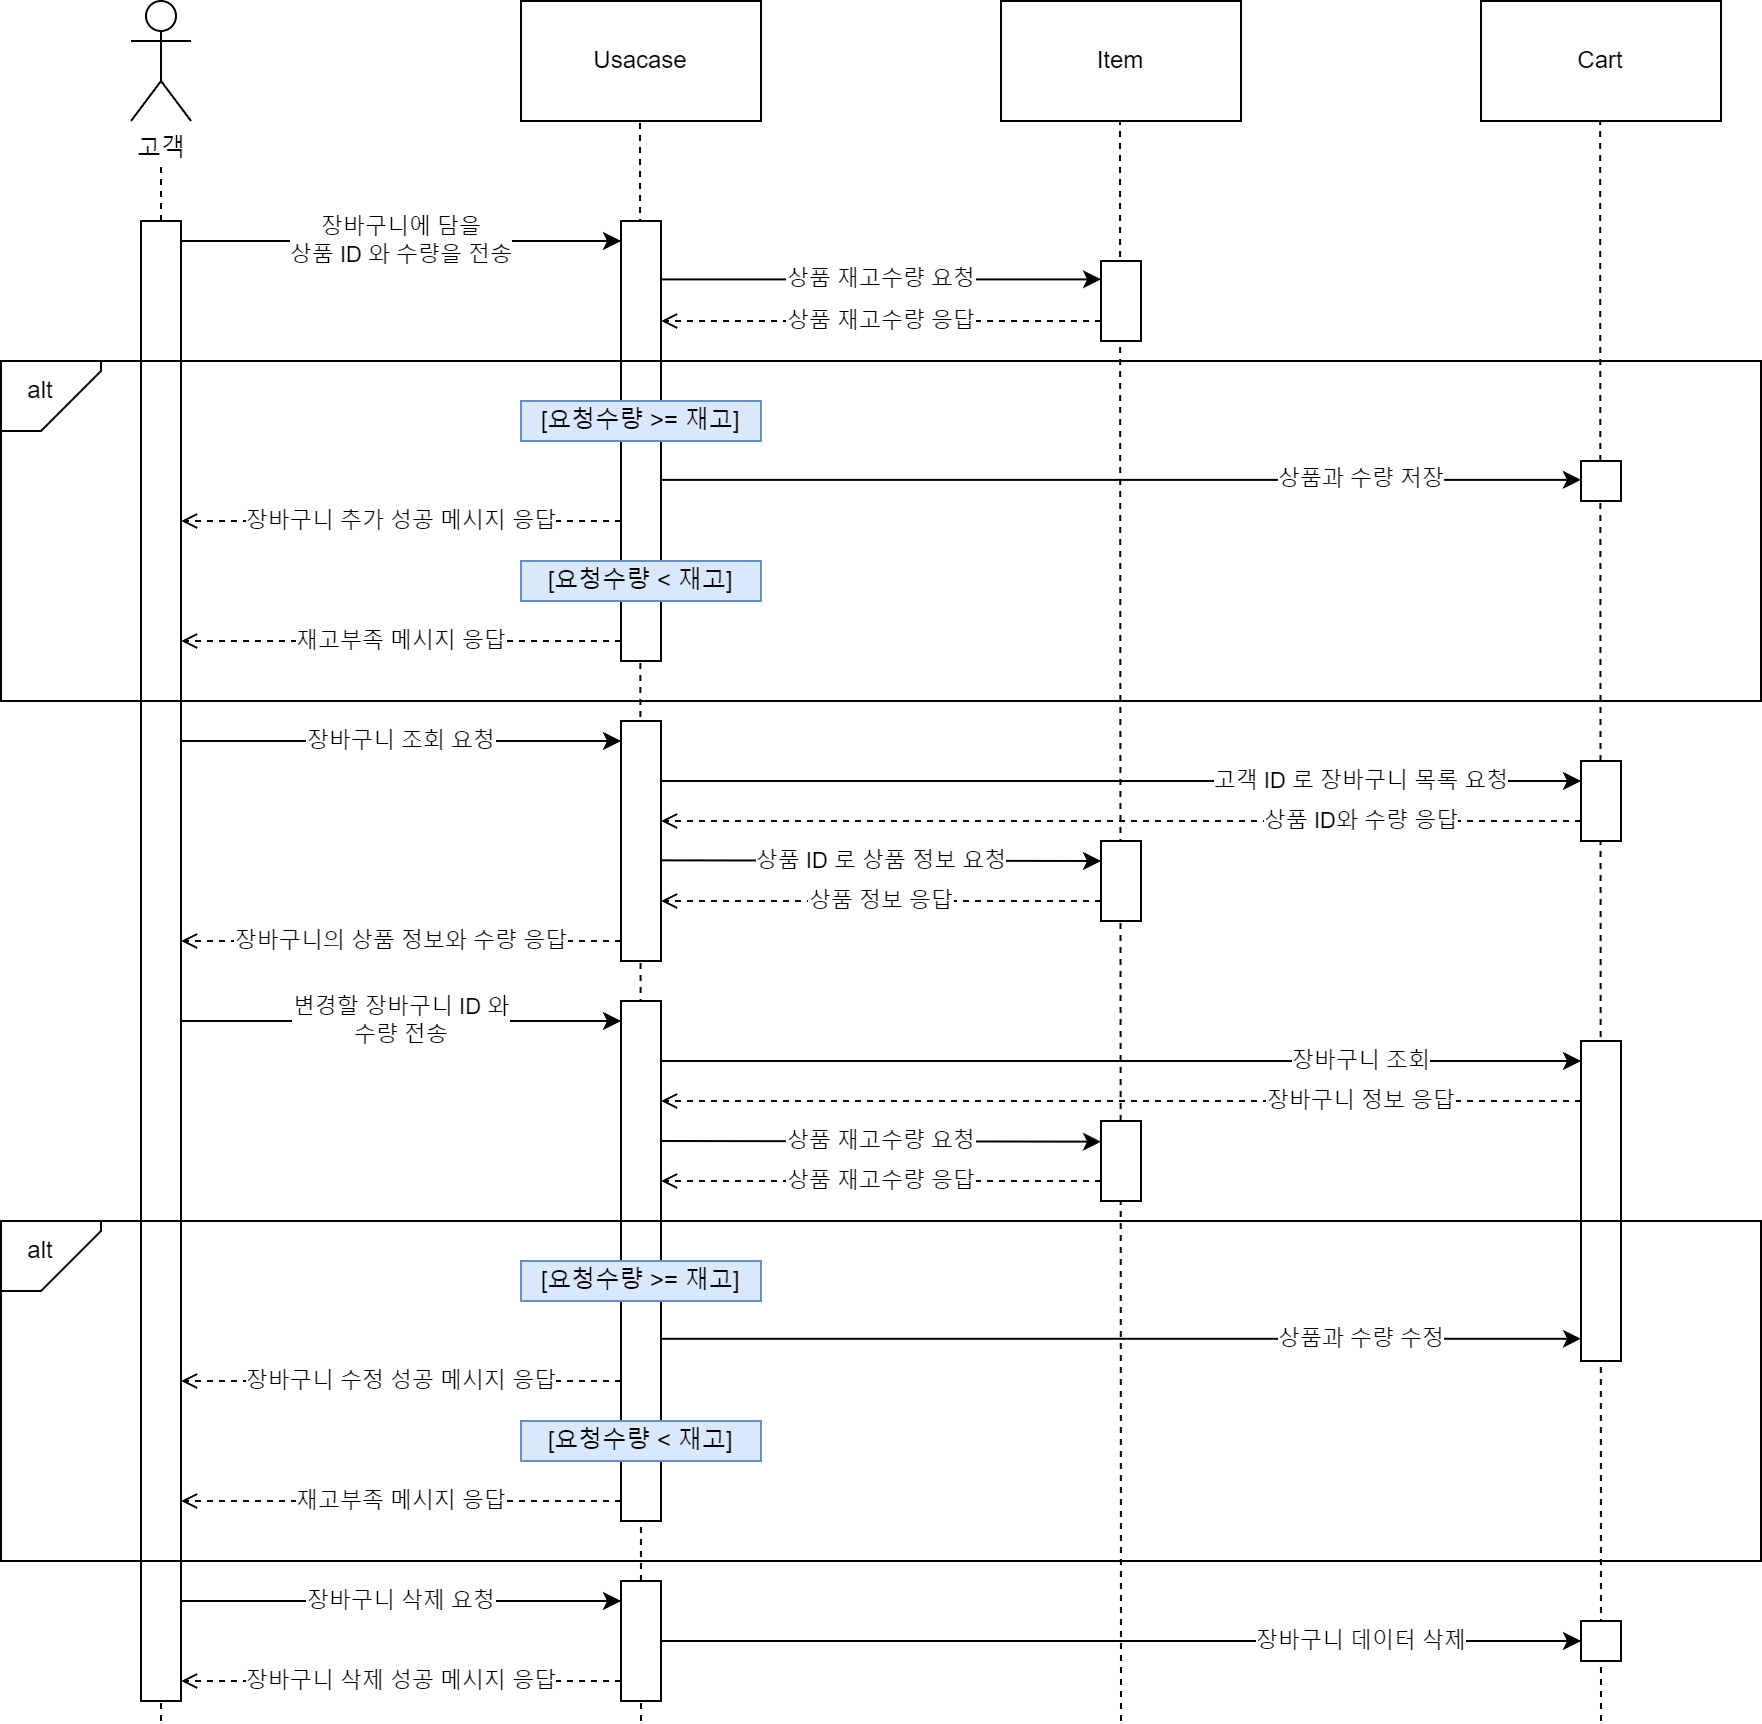 고객
Usacase
Item
Cart
장바구니에 담을
상품 ID 와 수량을 전송
상품 재고수량 요청
상품 재고수량 응답
alt
[요청수량 >= 재고]
상품과 수량 저장
장바구니 추가 성공 메시지 응답
[요청수량 < 재고]
재고부족 메시지 응답
장바구니 조회 요청
고객 ID 로 장바구니 목록 요청
상품 ID와 수량 응답
상품 ID 로 상품 정보 요청
상품 정보 응답
장바구니의 상품 정보와 수량 응답
변경할 장바구니 ID 와
수량 전송
장바구니 조회
장바구니 정보 응답
상품 재고수량 요청
상품 재고수량 응답
alt
[요청수량 >= 재고]
상품과 수량 수정
장바구니 수정 성공 메시지 응답
[요청수량 < 재고]
재고부족 메시지 응답
장바구니 삭제 요청
장바구니 데이터 삭제
장바구니 삭제 성공 메시지 응답